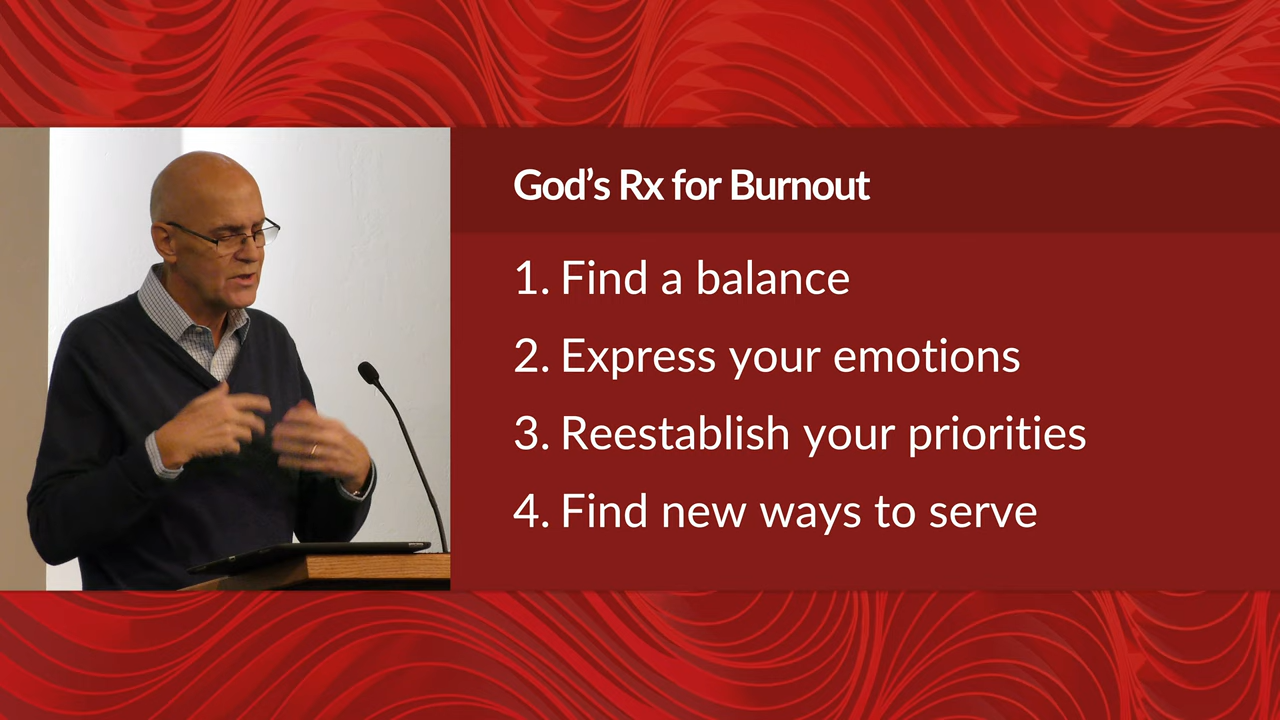 God’s Rx for Burnout
1. Find a balance
2. Express your emotions
3. Reestablish your priorities
4. Find new ways to serve